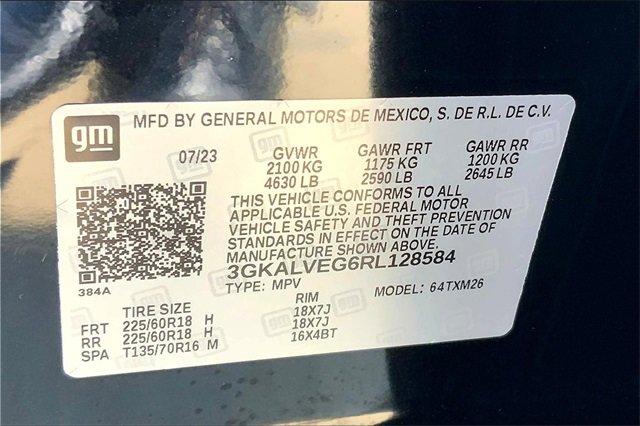 gm
MFD BY GENERAL MOTORS DE MEXICO, S. DE R.L. DE C.V.
07/23 GVWR GAWR FRT GAWR RR
2100 KG 1175 KG 1200 KG
4630 LB 2590 LB 2645 LB
THIS VEHICLE CONFORMS TO ALL
APPLICABLE U.S. FEDERAL MOTOR
VEHICLE SAFETY AND THEFT PREVENTION
STANDARDS IN EFFECT ON THE DATE OF
MANUFACTURE SHOWN ABOVE.
3GKALVEG6RL128584
384A
TYPE: MPV MODEL: 64TXM26
TIRE SIZE RIM
FRT 225/60R18 H 18X7J
RR 225/60R18 H 18X7J
SPA T135/70R16 M 16X4BT